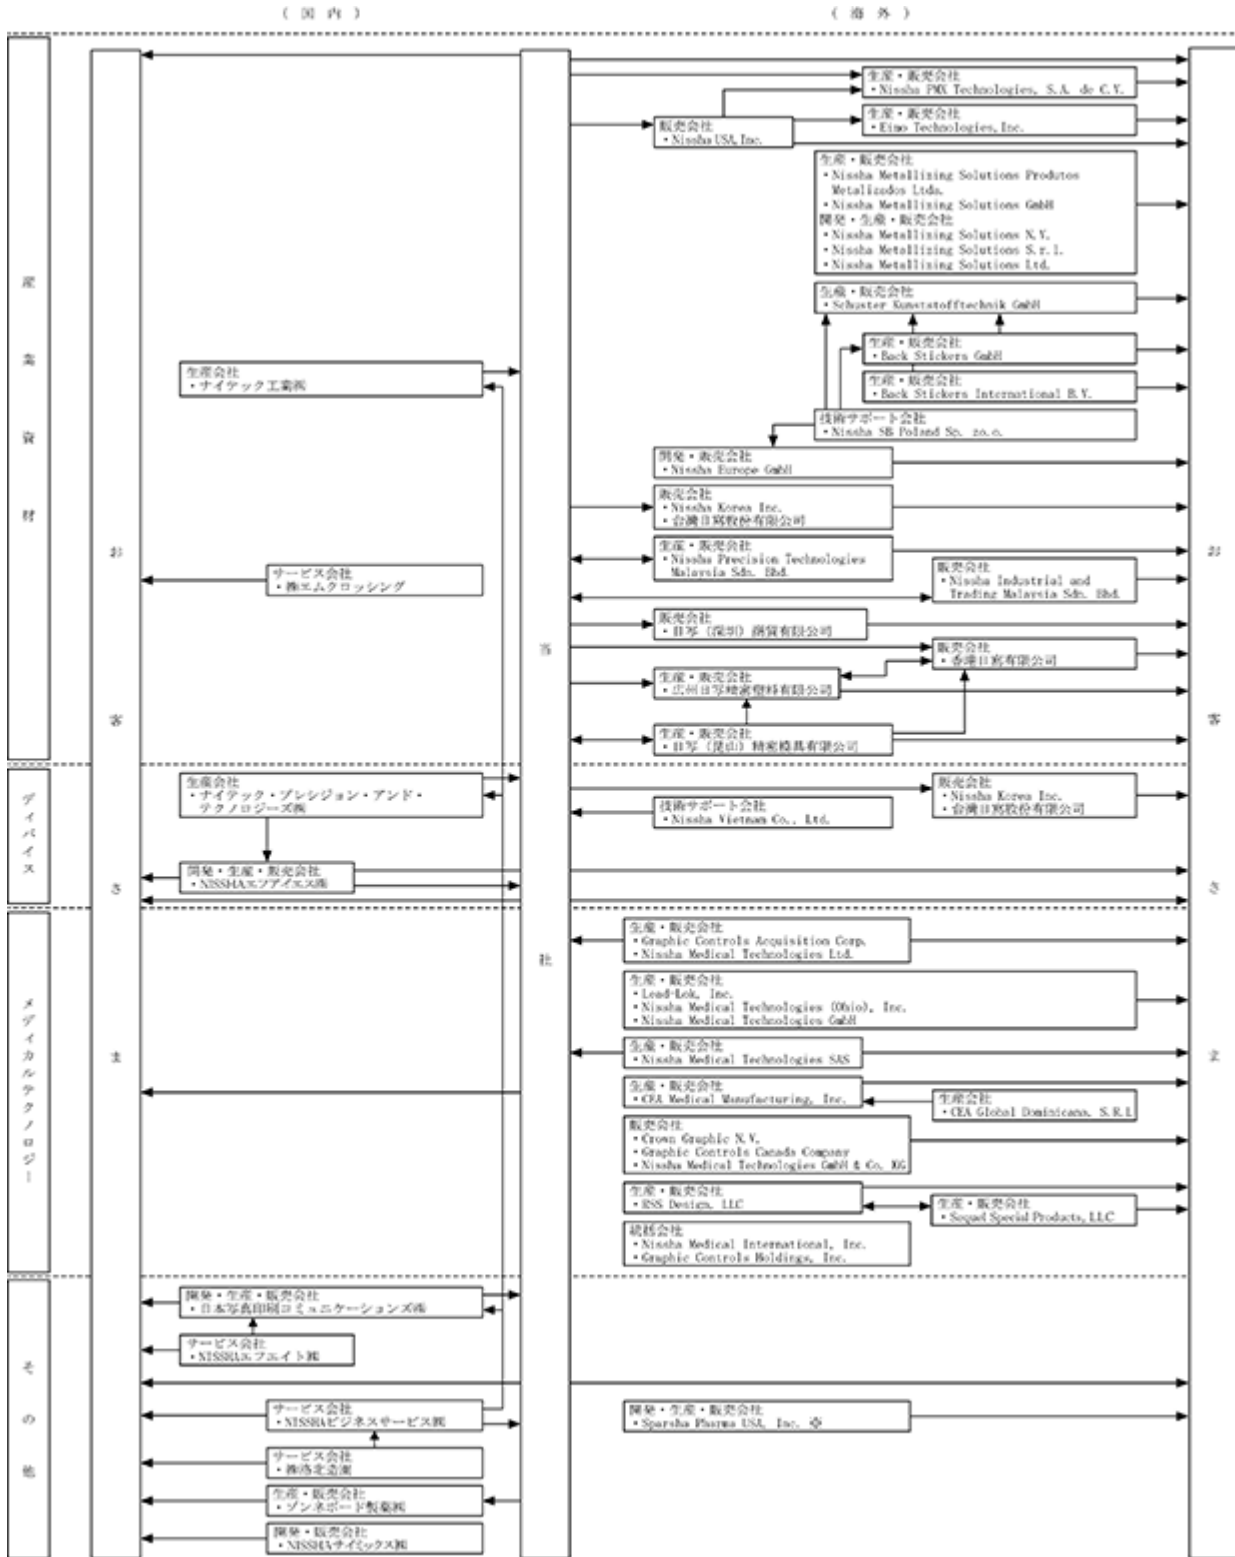 （国内）
（海外）
産業資材
お客さま
当社
お客さま
生産・販売会社
・Nissha PMX Technologies, S.A. de C.V.
販売会社
・Nissha USA, Inc.
生産・販売会社
・Eimo Technologies, Inc.
生産・販売会社
・Nissha Metallizing Solutions Produtos
Metalizados Ltda.
・Nissha Metallizing Solutions GmbH
開発・生産・販売会社
・Nissha Metallizing Solutions N.V.
・Nissha Metallizing Solutions S.r.l.
・Nissha Metallizing Solutions Ltd.
生産・販売会社
・Schuster Kunststofftechnik GmbH
生産・販売会社
・Back Stickers GmbH
生産・販売会社
・Back Stickers International B.V.
技術サポート会社
・Nissha SB Poland Sp. zo.o.
生産会社
・ナイテック工業㈱
開発・販売会社
・Nissha Europe GmbH
販売会社
・Nissha Korea Inc.
・台灣日寫股份有限公司
生産・販売会社
・Nissha Precision Technologies
Malaysia Sdn. Bhd.
サービス会社
・㈱エムクロッシング
販売会社
・Nissha Industrial and
Trading Malaysia Sdn. Bhd.
販売会社
・日写（深圳）商貿有限公司
販売会社
・香港日寫有限公司
生産・販売会社
・広州日写精密塑料有限公司
生産・販売会社
・日写（昆山）精密模具有限公司
ディバイス
生産会社
・ナイテック・プレシジョン・アンド・
テクノロジーズ㈱
販売会社
・Nissha Korea Inc.
・台灣日寫股份有限公司
技術サポート会社
・Nissha Vietnam Co., Ltd.
開発・生産・販売会社
・NISSHAエフアイエス㈱
メディカルテクノロジー
生産・販売会社
・Graphic Controls Acquisition Corp.
・Nissha Medical Technologies Ltd.
生産・販売会社
・Lead-Lok, Inc.
・Nissha Medical Technologies (Ohio), Inc.
・Nissha Medical Technologies GmbH
生産・販売会社
・Nissha Medical Technologies SAS
生産・販売会社
・CEA Medical Manufacturing, Inc.
生産会社
・CEA Global Dominicana, S.R.L
販売会社
・Crown Graphic N.V.
・Graphic Controls Canada Company
・Nissha Medical Technologies GmbH & Co. KG
生産・販売会社
・RSS Design, LLC
生産・販売会社
・Sequel Special Products, LLC
統括会社
・Nissha Medical International, Inc.
・Graphic Controls Holdings, Inc.
その他
開発・生産・販売会社
・日本写真印刷コミュニケーションズ㈱
サービス会社
・NISSHAエフエイト㈱
サービス会社
・NISSHAビジネスサービス㈱
開発・生産・販売会社
・Sparsha Pharma USA, Inc. ※
サービス会社
・㈱洛北造園
生産・販売会社
・ゾンネボード製薬㈱
開発・販売会社
・NISSHAサイミックス㈱